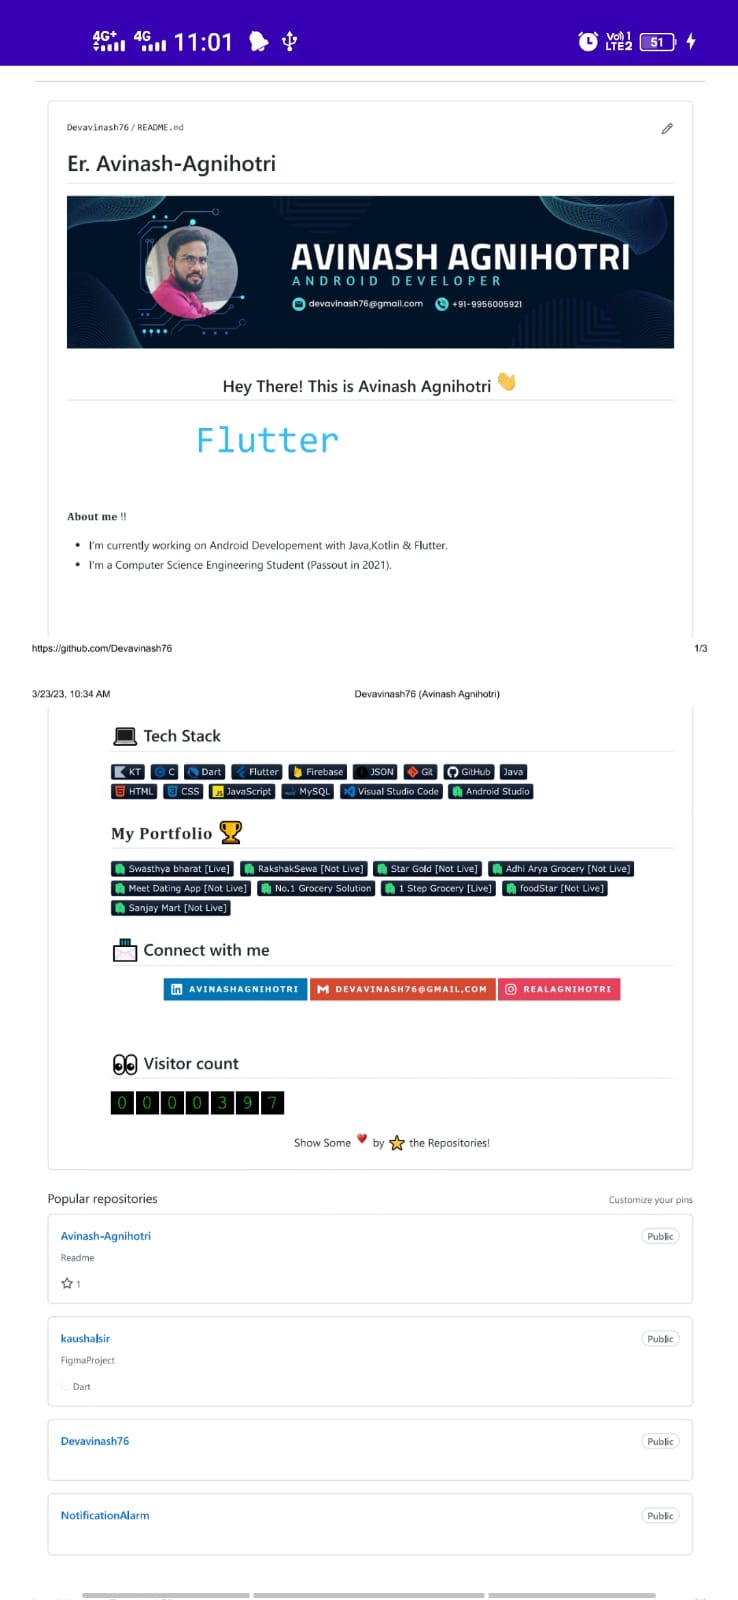 4G+ 4G 11:01 Vo) 1 LTE2 51
Devavinash76 / README.md
Er. Avinash-Agnihotri
AVINASH AGNIHOTRI
ANDROID DEVELOPER
devavinash76@gmail.com +91-9956005921
Hey There! This is Avinash Agnihotri
Flutter
About me !!
• I'm currently working on Android Developement with Java,Kotlin & Flutter.
• I'm a Computer Science Engineering Student (Passout in 2021).
https://github.com/Devavinash76 1/3
3/23/23, 10:34 AM Devavinash76 (Avinash Agnihotri)
Tech Stack
KT C Dart Flutter Firebase JSON Git GitHub Java
HTML CSS JavaScript MySQL Visual Studio Code Android Studio
My Portfolio
Swasthya bharat [Live] RakshakSewa [Not Live] Star Gold [Not Live] Adhi Arya Grocery [Not Live]
Meet Dating App [Not Live] No.1 Grocery Solution 1 Step Grocery [Live] foodStar [Not Live]
Sanjay Mart [Not Live]
Connect with me
AVINASHAGNIHOTRI DEVAVINASH76@GMAIL.COM REALAGNIHOTRI
Visitor count
0 0 0 0 3 9 7
Show Some by the Repositories!
Popular repositories Customize your pins
Avinash-Agnihotri Public
Readme
1
kaushalsir Public
FigmaProject
Dart
Devavinash76 Public
NotificationAlarm Public